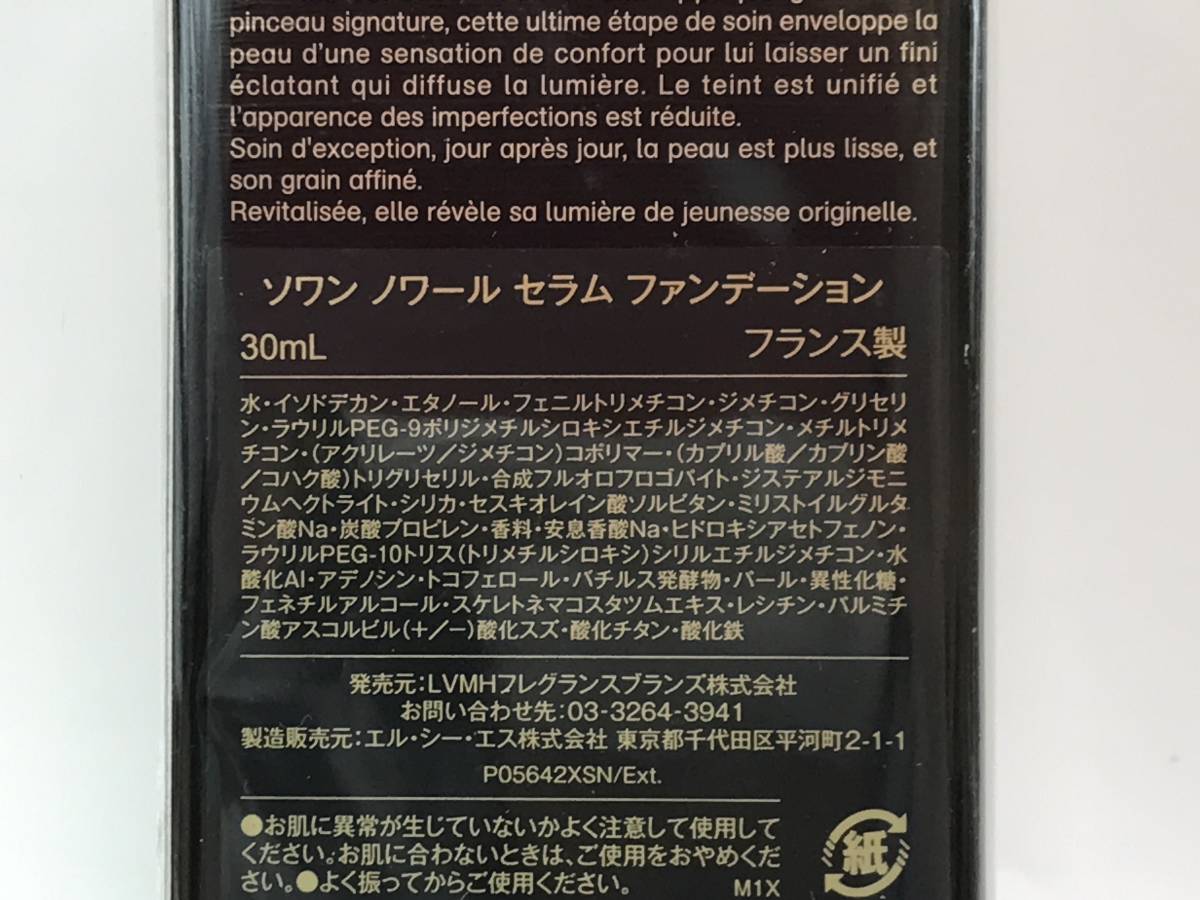 pinceau signature, cette ultime étape de soin enveloppe la
peau d'une sensation de confort pour lui laisser un fini
éclatant qui diffuse la lumière. Le teint est unifié et
l'apparence des imperfections est réduite.
Soin d'exception, jour après jour, la peau est plus lisse, et
son grain affiné.
Revitalisée, elle révèle sa lumière de jeunesse originelle.
ソワン ノワール セラム ファンデーション
30mL フランス製
水・イソドデカン・エタノール・フェニルトリメチコン・ジメチコン・グリセリ
ン・ラウリルPEG-9ポリジメチルシロキシエチルジメチコン・メチルトリメ
チコン・(アクリレーツ/ジメチコン)コポリマー・(カプリル酸/カプリン酸
/コハク酸)トリグリセリル・合成フルオロフロゴパイト・ジステアルジモニ
ウムヘクトライト・シリカ・セスキオレイン酸ソルビタン・ミリストイルグルタ
ミン酸Na・炭酸プロピレン・香料・安息香酸Na・ヒドロキシアセトフェノン・
ラウリルPEG-10トリス(トリメチルシロキシ)シリルエチルジメチコン・水
酸化Al・アデノシン・トコフェロール・バチルス発酵物・パール・異性化糖・
フェネチルアルコール・スケレトネマコスタツムエキス・レシチン・パルミチ
ン酸アスコルビル(+/-)酸化スズ・酸化チタン・酸化鉄
発売元:LVMHフレグランスブランズ株式会社
お問い合わせ先:03-3264-3941
製造販売元:エル・シー・エス株式会社 東京都千代田区平河町2-1-1
P05642XSN/Ext.
●お肌に異常が生じていないかよく注意して使用して
ください。お肌に合わないときは、ご使用をおやめくだ
さい。●よく振ってからご使用ください。 M1X
紙